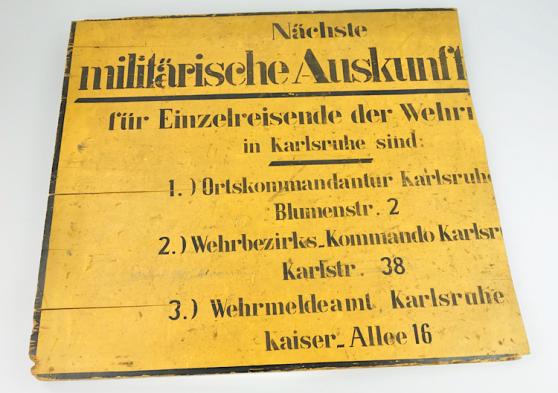 Nächste
militärische Auskunft
für Einzelreisende der Wehr
in Karlsruhe sind:
1.) Ortskommandantur Karlsruhe
Blumenstr. 2
2.) Wehrbezirks-Kommando Karlsr
Karlstr. 38
3.) Wehrmeldeamt Karlsruhe
Kaiser-Allee 16